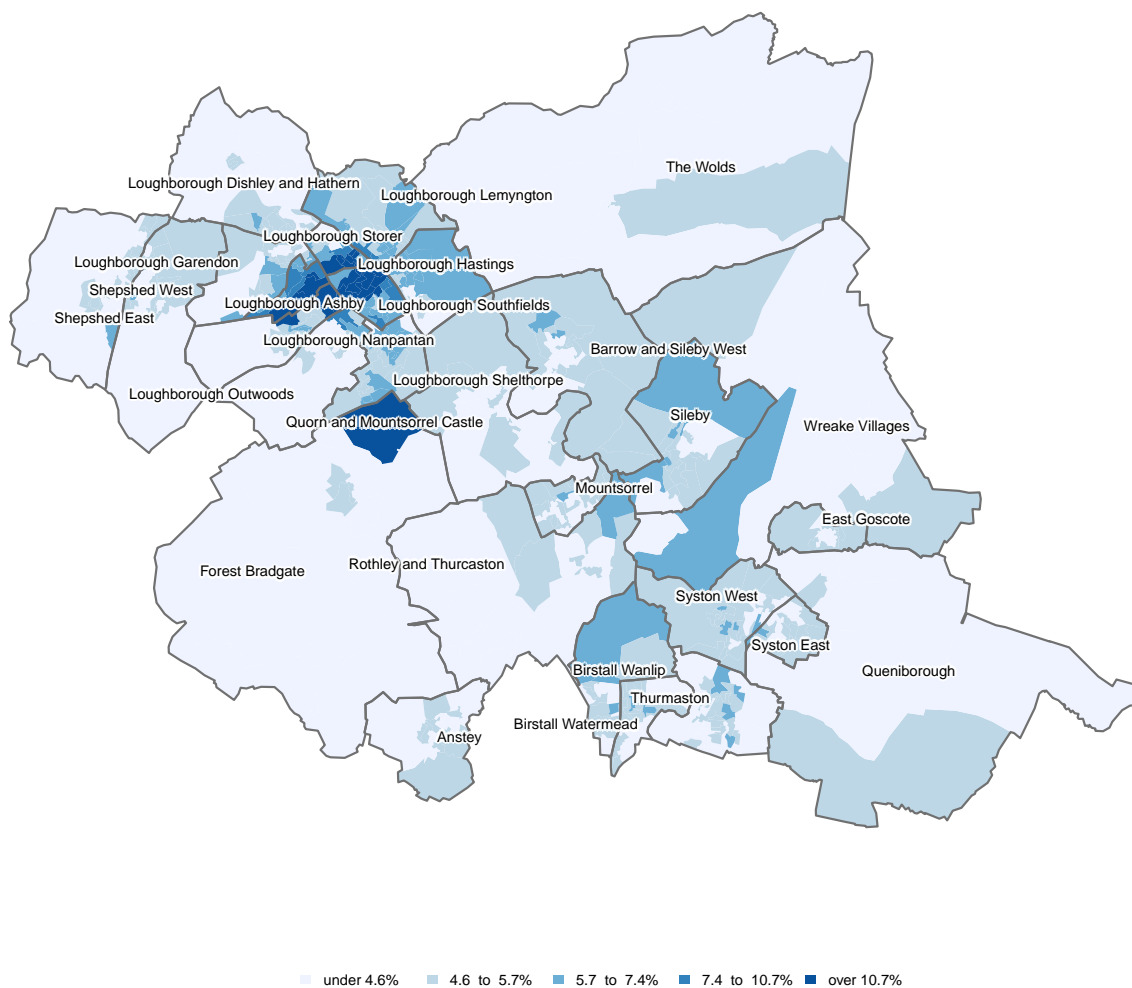 The Wolds
Loughborough Dishley and Hathern
Loughborough Lemyngton
Loughborough Storer
Loughborough Garendon
Loughborough Hastings
Shepshed West
Loughborough Ashby
Loughborough Southfields
Shepshed East
Loughborough Nanpantan
Barrow and Sileby West
Loughborough Shelthorpe
Loughborough Outwoods
Sileby
Quorn and Mountsorrel Castle
Wreake Villages
Mountsorrel
East Goscote
Rothley and Thurcaston
Forest Bradgate
Syston West
Syston East
Birstall Wanlip
Queniborough
Thurmaston
Birstall Watermead
Anstey
under 4.6%
4.6 to 5.7%
5.7 to 7.4%
7.4 to 10.7%
over 10.7%